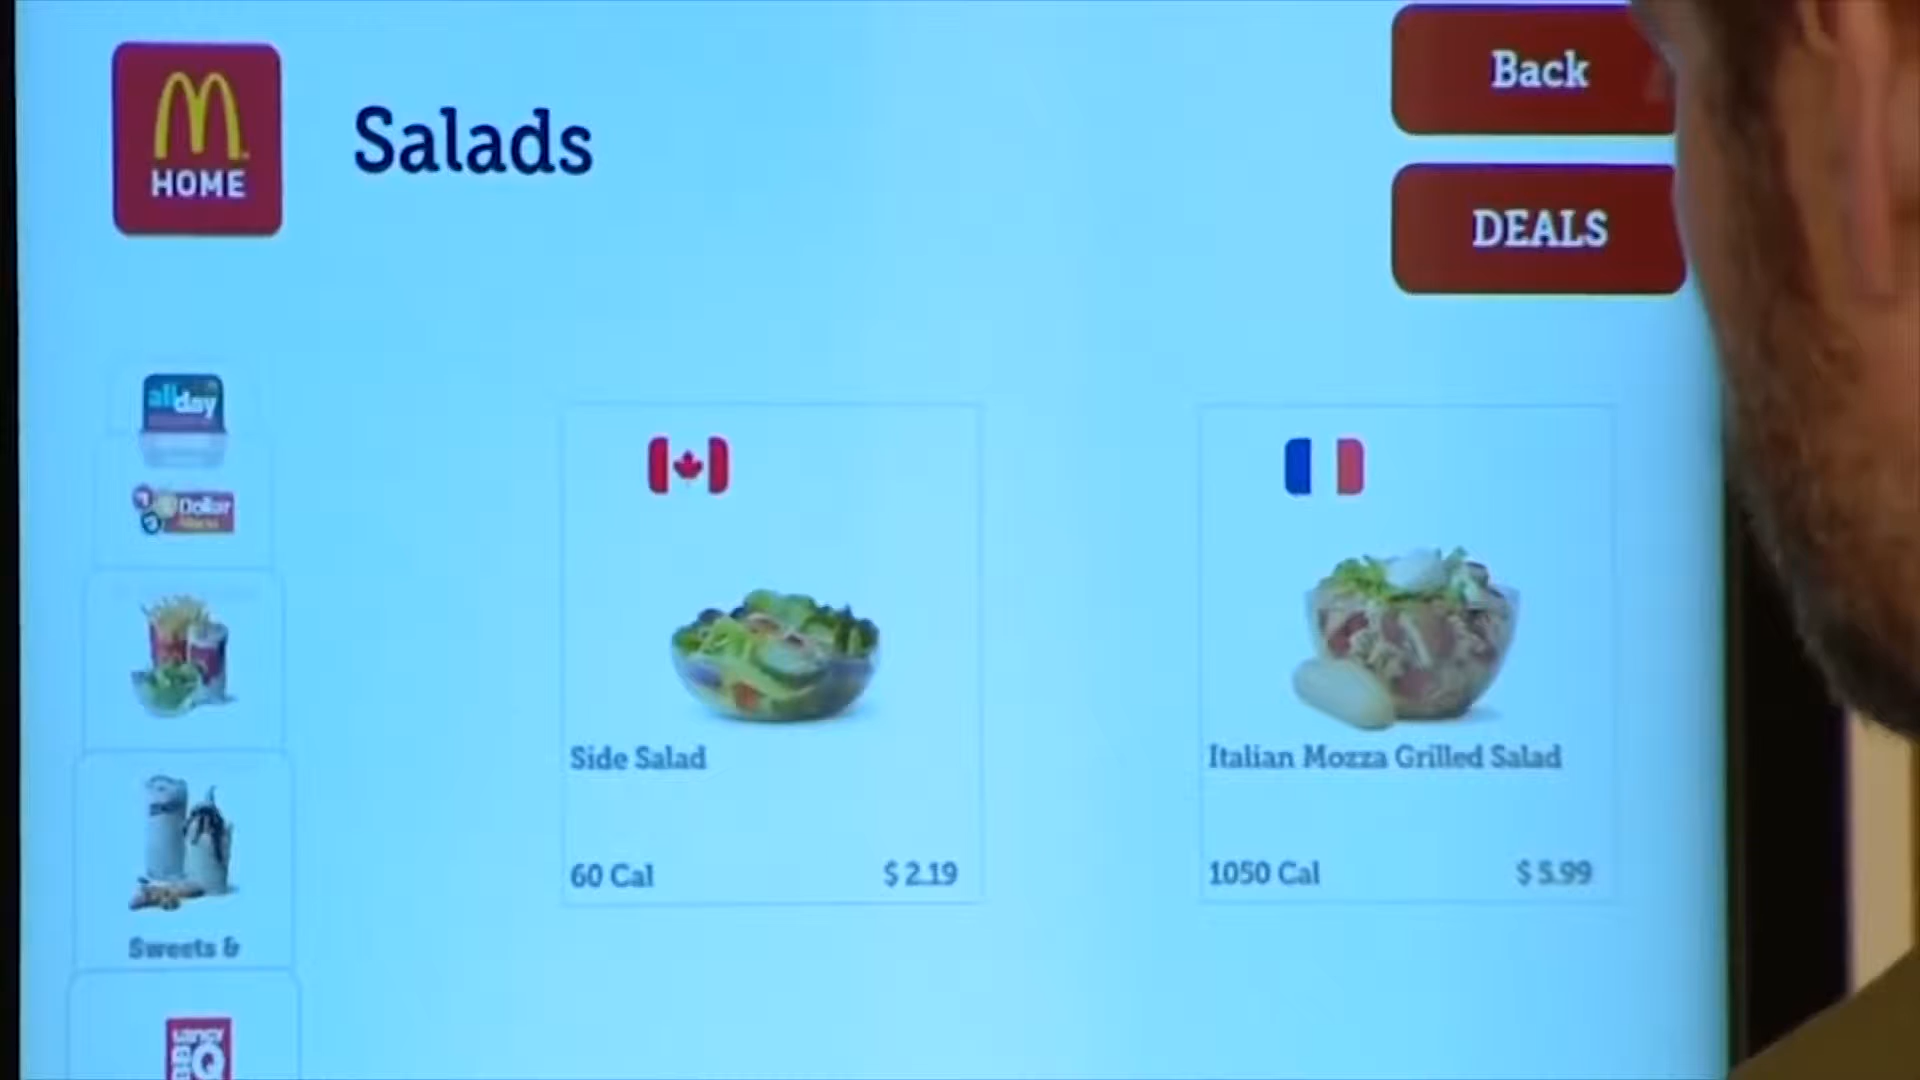 Back
HOME
Salads
DEALS
all day
Dollar
Side Salad
Italian Mozza Grilled Salad
60 Cal
$ 2.19
1050 Cal
$ 5.99
Sweets &